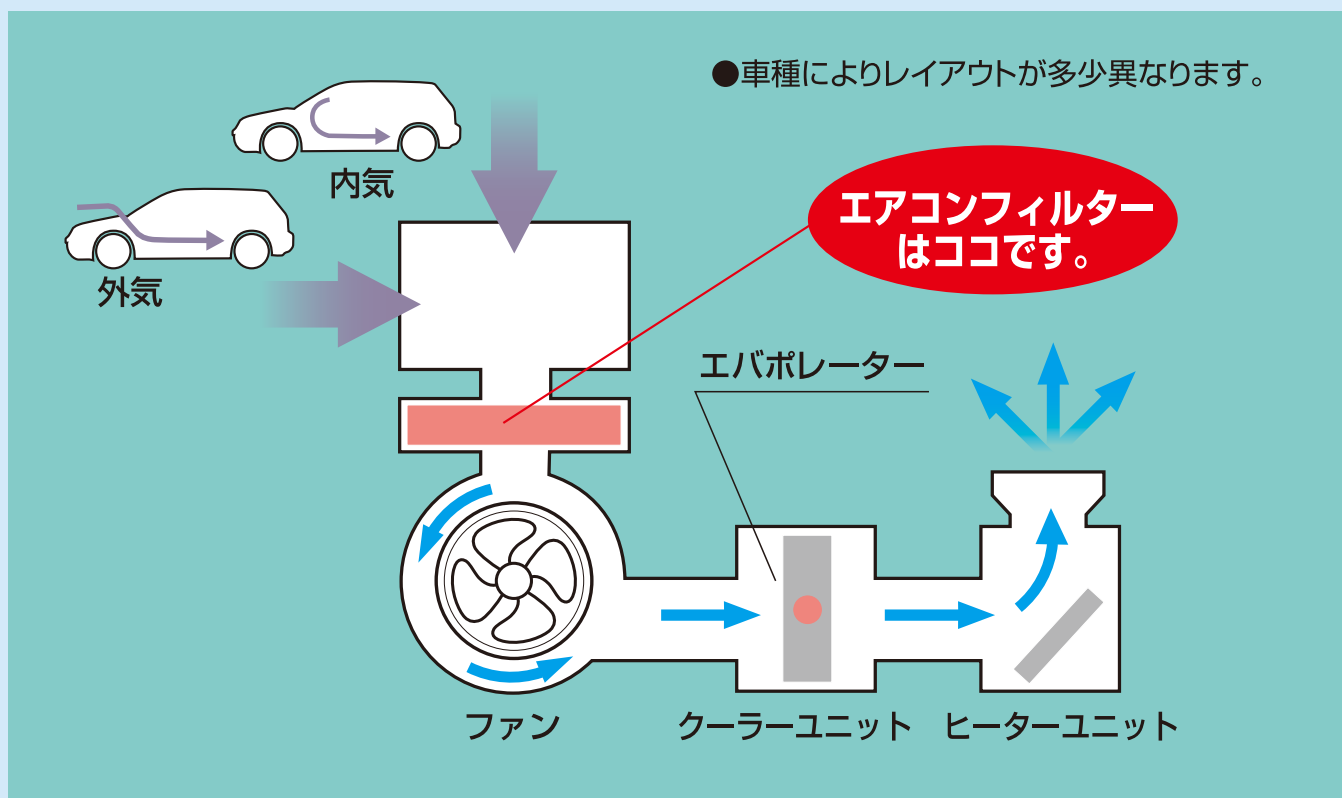 ●車種によりレイアウトが多少異なります。
内気
外気
エアコンフィルター
はココです。
エバポレーター
ファン
クーラーユニット
ヒーターユニット